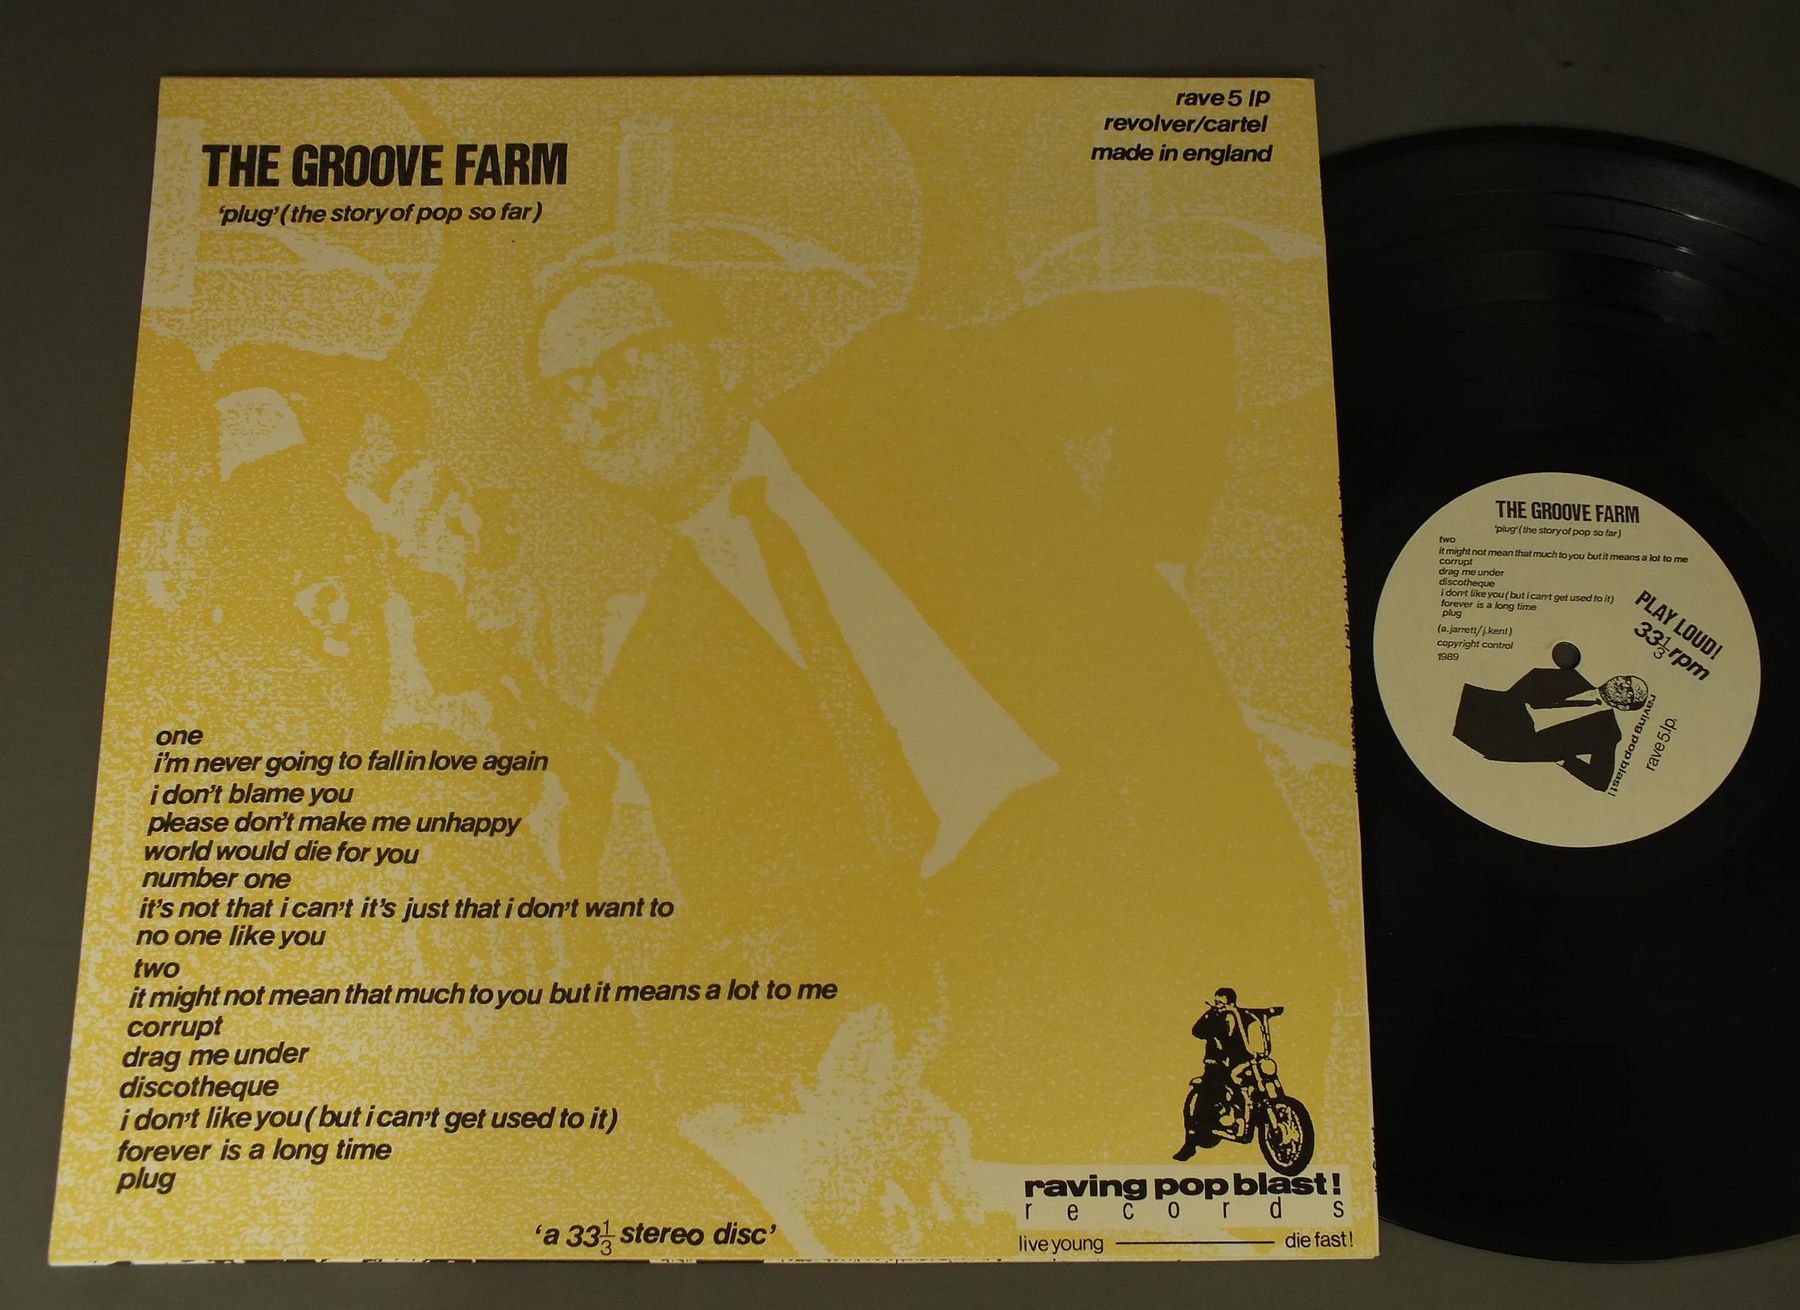 THE GROOVE FARM
'plug' (the story of pop so far)
rave 5 lp
revolver/cartel
made in england
one
i'm never going to fall in love again
i don't blame you
please don't make me unhappy
world would die for you
number one
it's not that i can't it's just that i don't want to
no one like you
two
it might not mean that much to you but it means a lot to me
corrupt
drag me under
discotheque
i don't like you (but i can't get used to it)
forever is a long time
plug
'a 33 1/3 stereo disc'
raving pop blast!
records
live young die fast!
THE GROOVE FARM
'plug' (the story of pop so far)
two
it might not mean that much to you but it means a lot to me
corrupt
drag me under
discotheque
i don't like you (but i can't get used to it)
forever is a long time
plug
(a.jarrett/j.kent)
copyright control
1989
PLAY LOUD!
33 1/3 rpm
raving pop blast!
rave 5 lp.